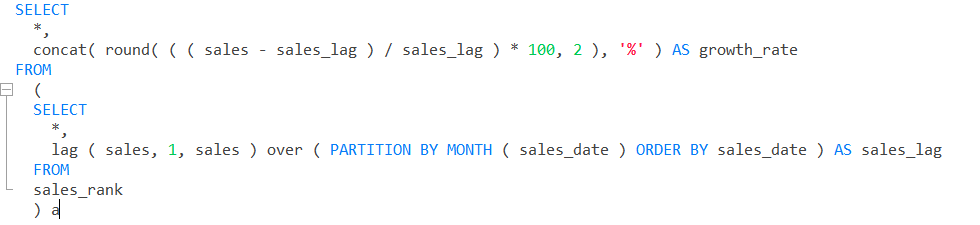 SELECT
*,
concat( round( ( ( sales - sales_lag ) / sales_lag ) * 100, 2 ), '%' ) AS growth_rate
FROM
(
SELECT
*,
lag ( sales, 1, sales ) over ( PARTITION BY MONTH ( sales_date ) ORDER BY sales_date ) AS sales_lag
FROM
sales_rank
) a